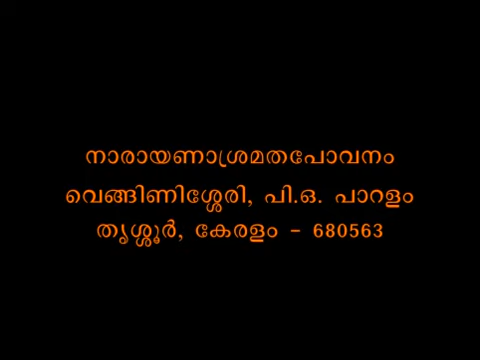 നാരായണാശ്രമതപോവനം
വെങ്ങിണിശ്ശേരി, പി.ഒ. പാറളം
തൃശ്ശൂർ, കേരളം - 680563